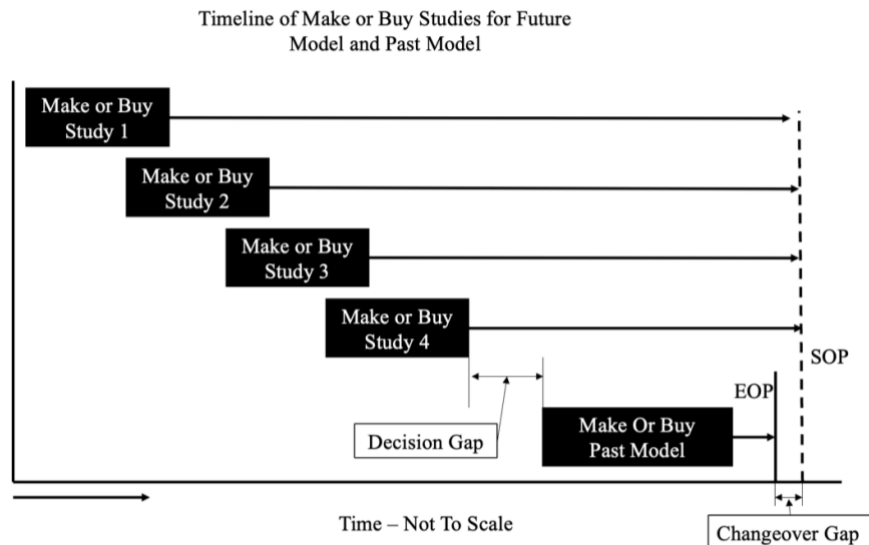 Timeline of Make or Buy Studies for Future
Model and Past Model
Make or Buy
Study 1
Make or Buy
Study 2
Make or Buy
Study 3
Make or Buy
Study 4
SOP
EOP
Make Or Buy
Past Model
Decision Gap
Time – Not To Scale
Changeover Gap